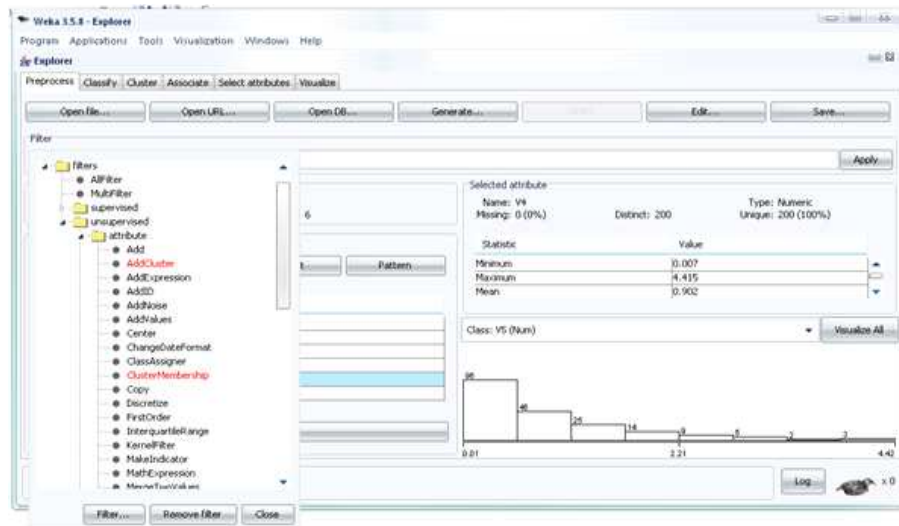 Weka 3.5.8 - Explorer
Program Applications Tools Visualization Windows Help
Explorer
Preprocess Classify Cluster Associate Select attributes Visualize
Open file... Open URL... Open DB... Generate... Edit... Save...
Filter
Apply
filters
AllFilter
MultiFilter
supervised
unsupervised
attribute
Add
AddCluster
AddExpression
AddID
AddNoise
AddValues
Center
ChangeDateFormat
ClassAssigner
ClusterMembership
Copy
Discretize
FirstOrder
InterquartileRange
KernelFilter
MakeIndicator
MathExpression
MergeTwoValues
Filter... Remove filter Close
6
Pattern
Selected attribute
Name: V4 Type: Numeric
Missing: 0 (0%) Distinct: 200 Unique: 200 (100%)
Statistic Value
Minimum 0.007
Maximum 4.415
Mean 0.902
Class: V5 (Num) Visualize All
46
25
14
9
0.01 2.21 4.42
Log x 0